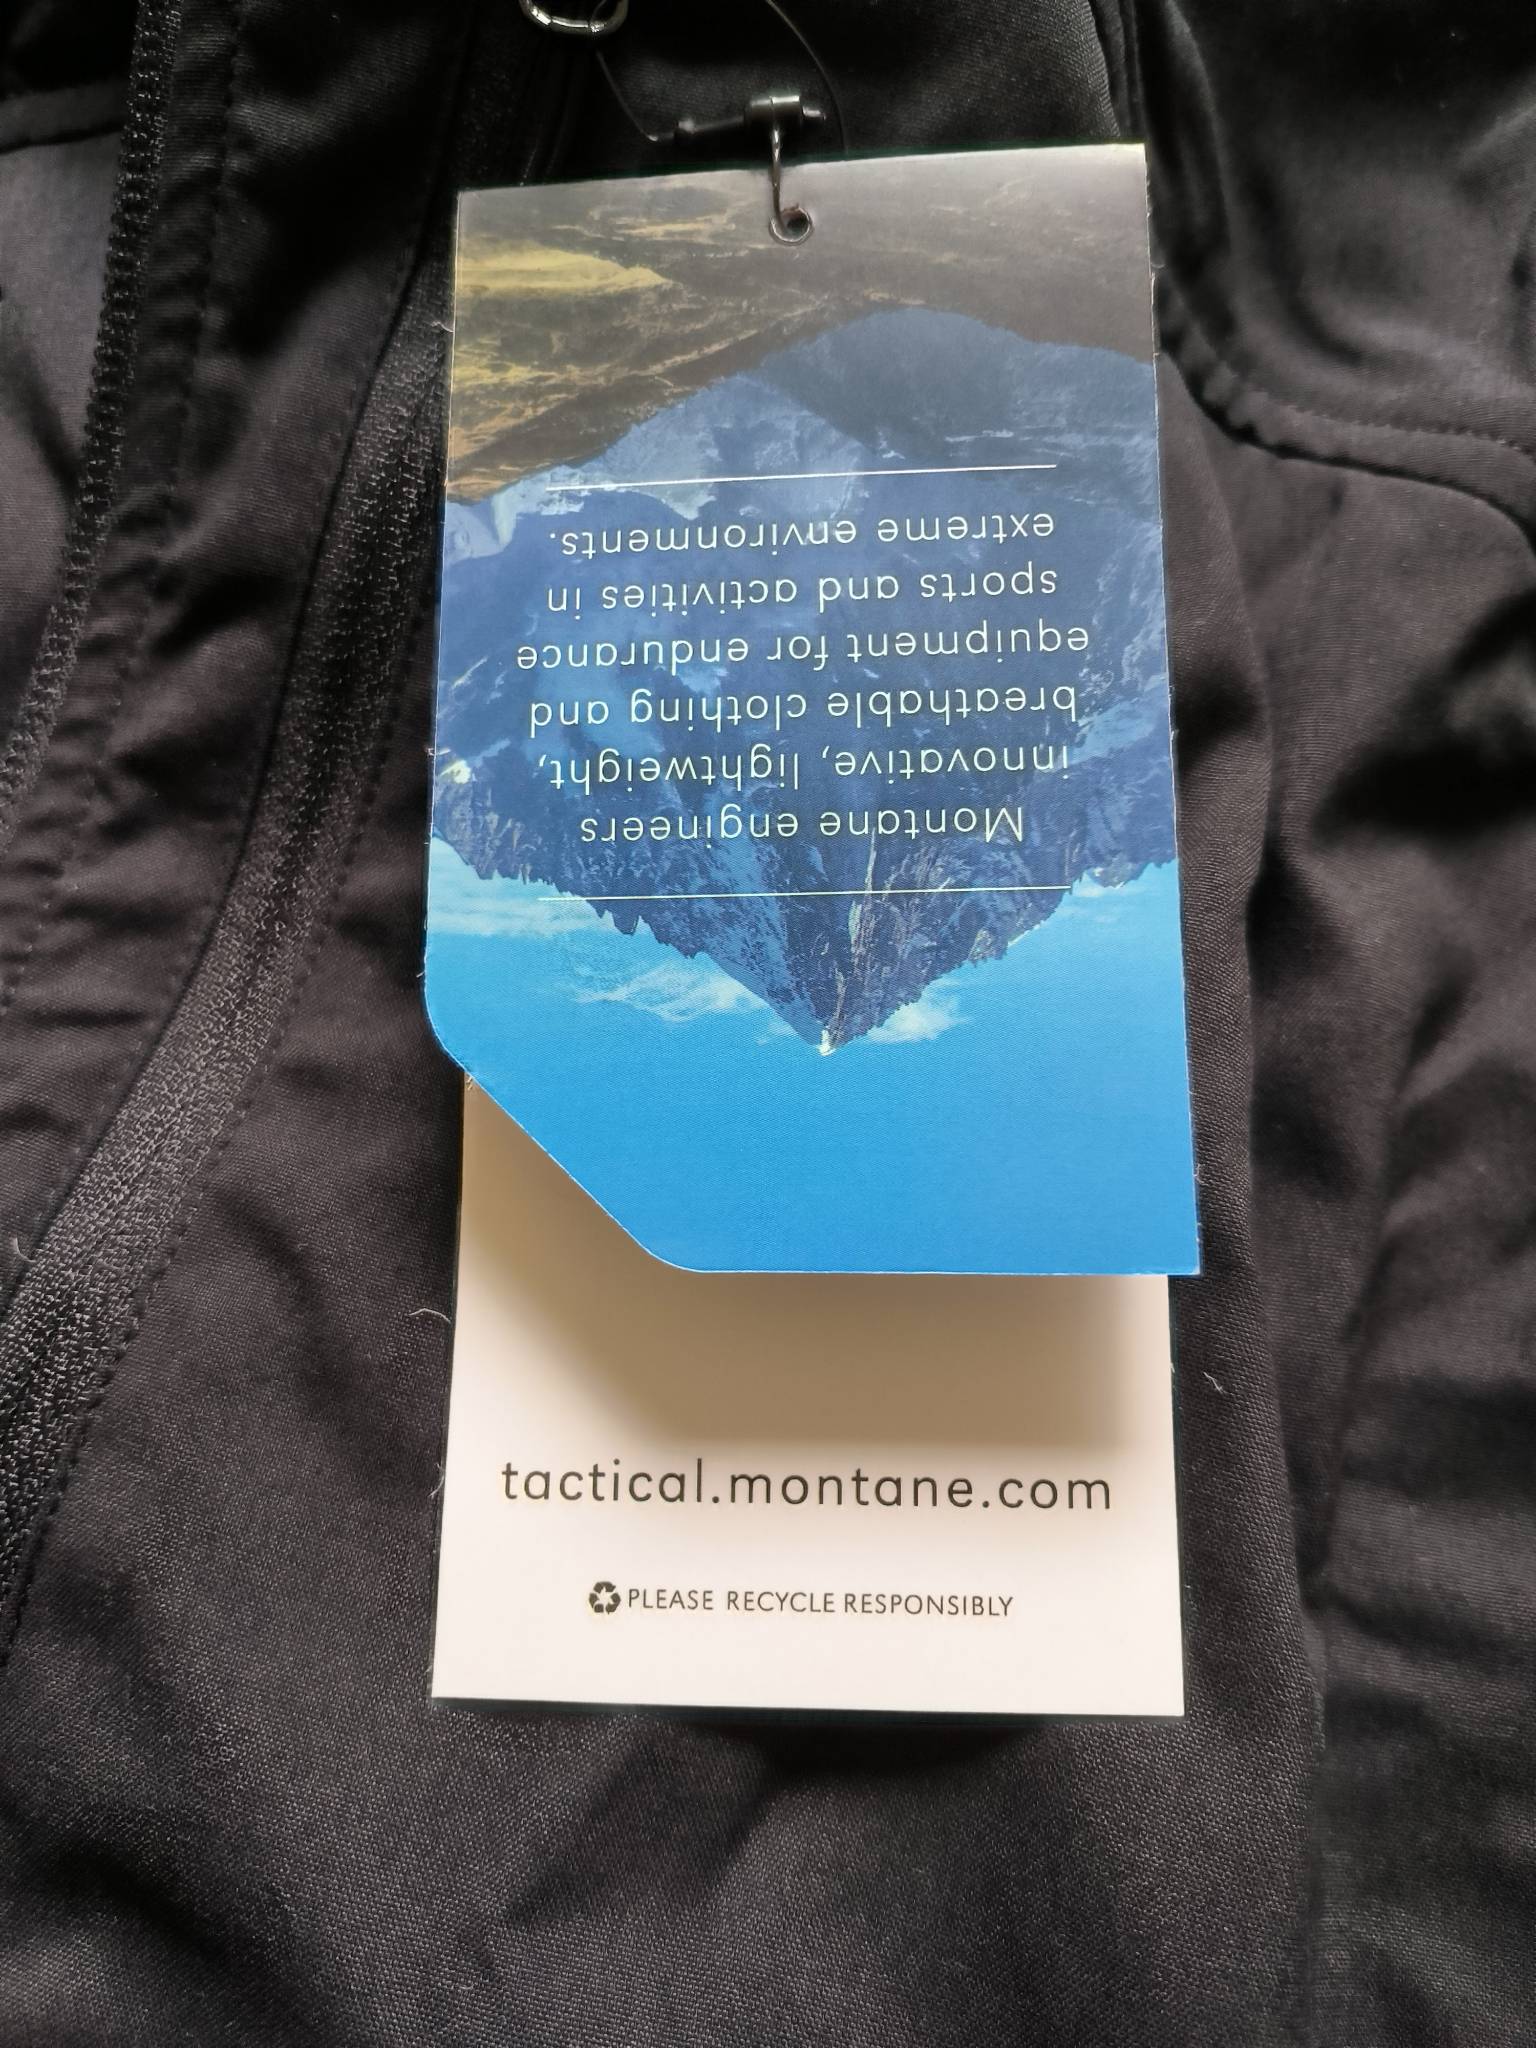 Montane engineers
innovative, lightweight,
breathable clothing and
equipment for endurance
sports and activities in
extreme environments.
tactical.montane.com
PLEASE RECYCLE RESPONSIBLY